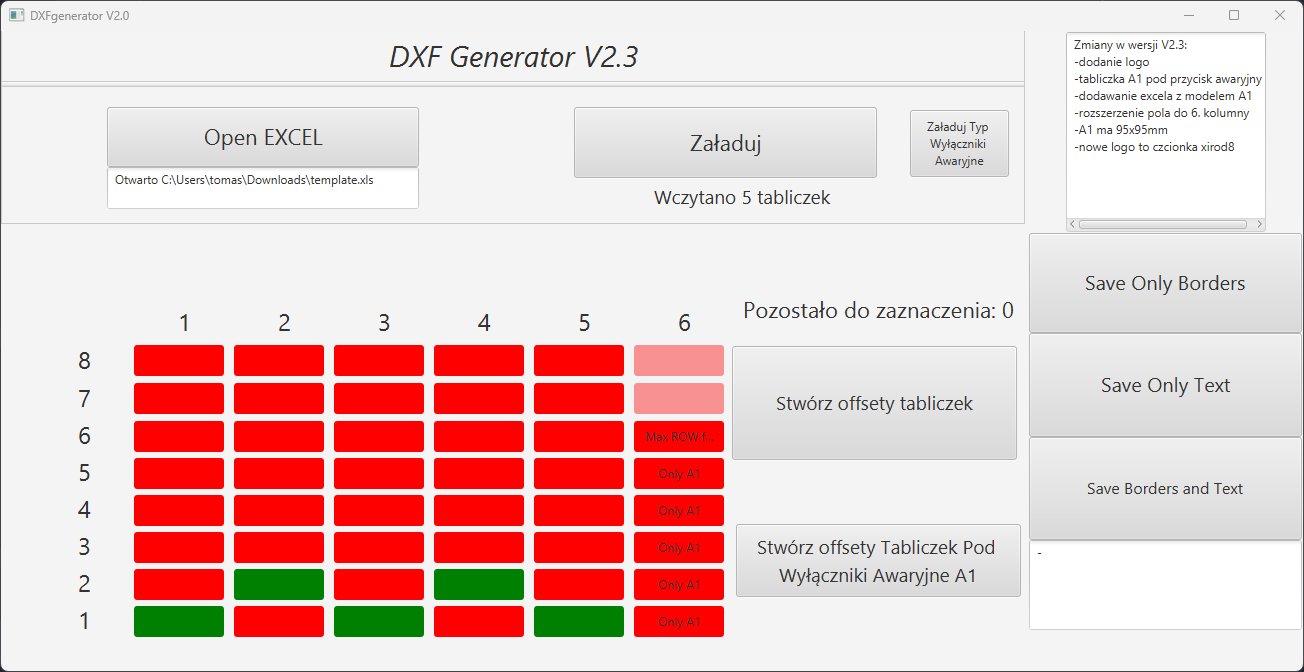 DXFgenerator V2.0
DXF Generator V2.3
Open EXCEL
Otwarto C:\Users\tomas\Downloads\template.xls
Załaduj
Wczytano 5 tabliczek
Załaduj Typ
Wyłączniki
Awaryjne
Zmiany w wersji V2.3:
-dodanie logo
-tabliczka A1 pod przycisk awaryjny
-dodawanie excela z modelem A1
-rozszerzenie pola do 6. kolumny
-A1 ma 95x95mm
-nowe logo to czcionka xirod8
Save Only Borders
Save Only Text
Save Borders and Text
-
Pozostało do zaznaczenia: 0
Stwórz offsety tabliczek
Stwórz offsety Tabliczek Pod
Wyłączniki Awaryjne A1
1 2 3 4 5 6
8
7
6 Max ROW f...
5 Only A1
4 Only A1
3 Only A1
2 Only A1
1 Only A1